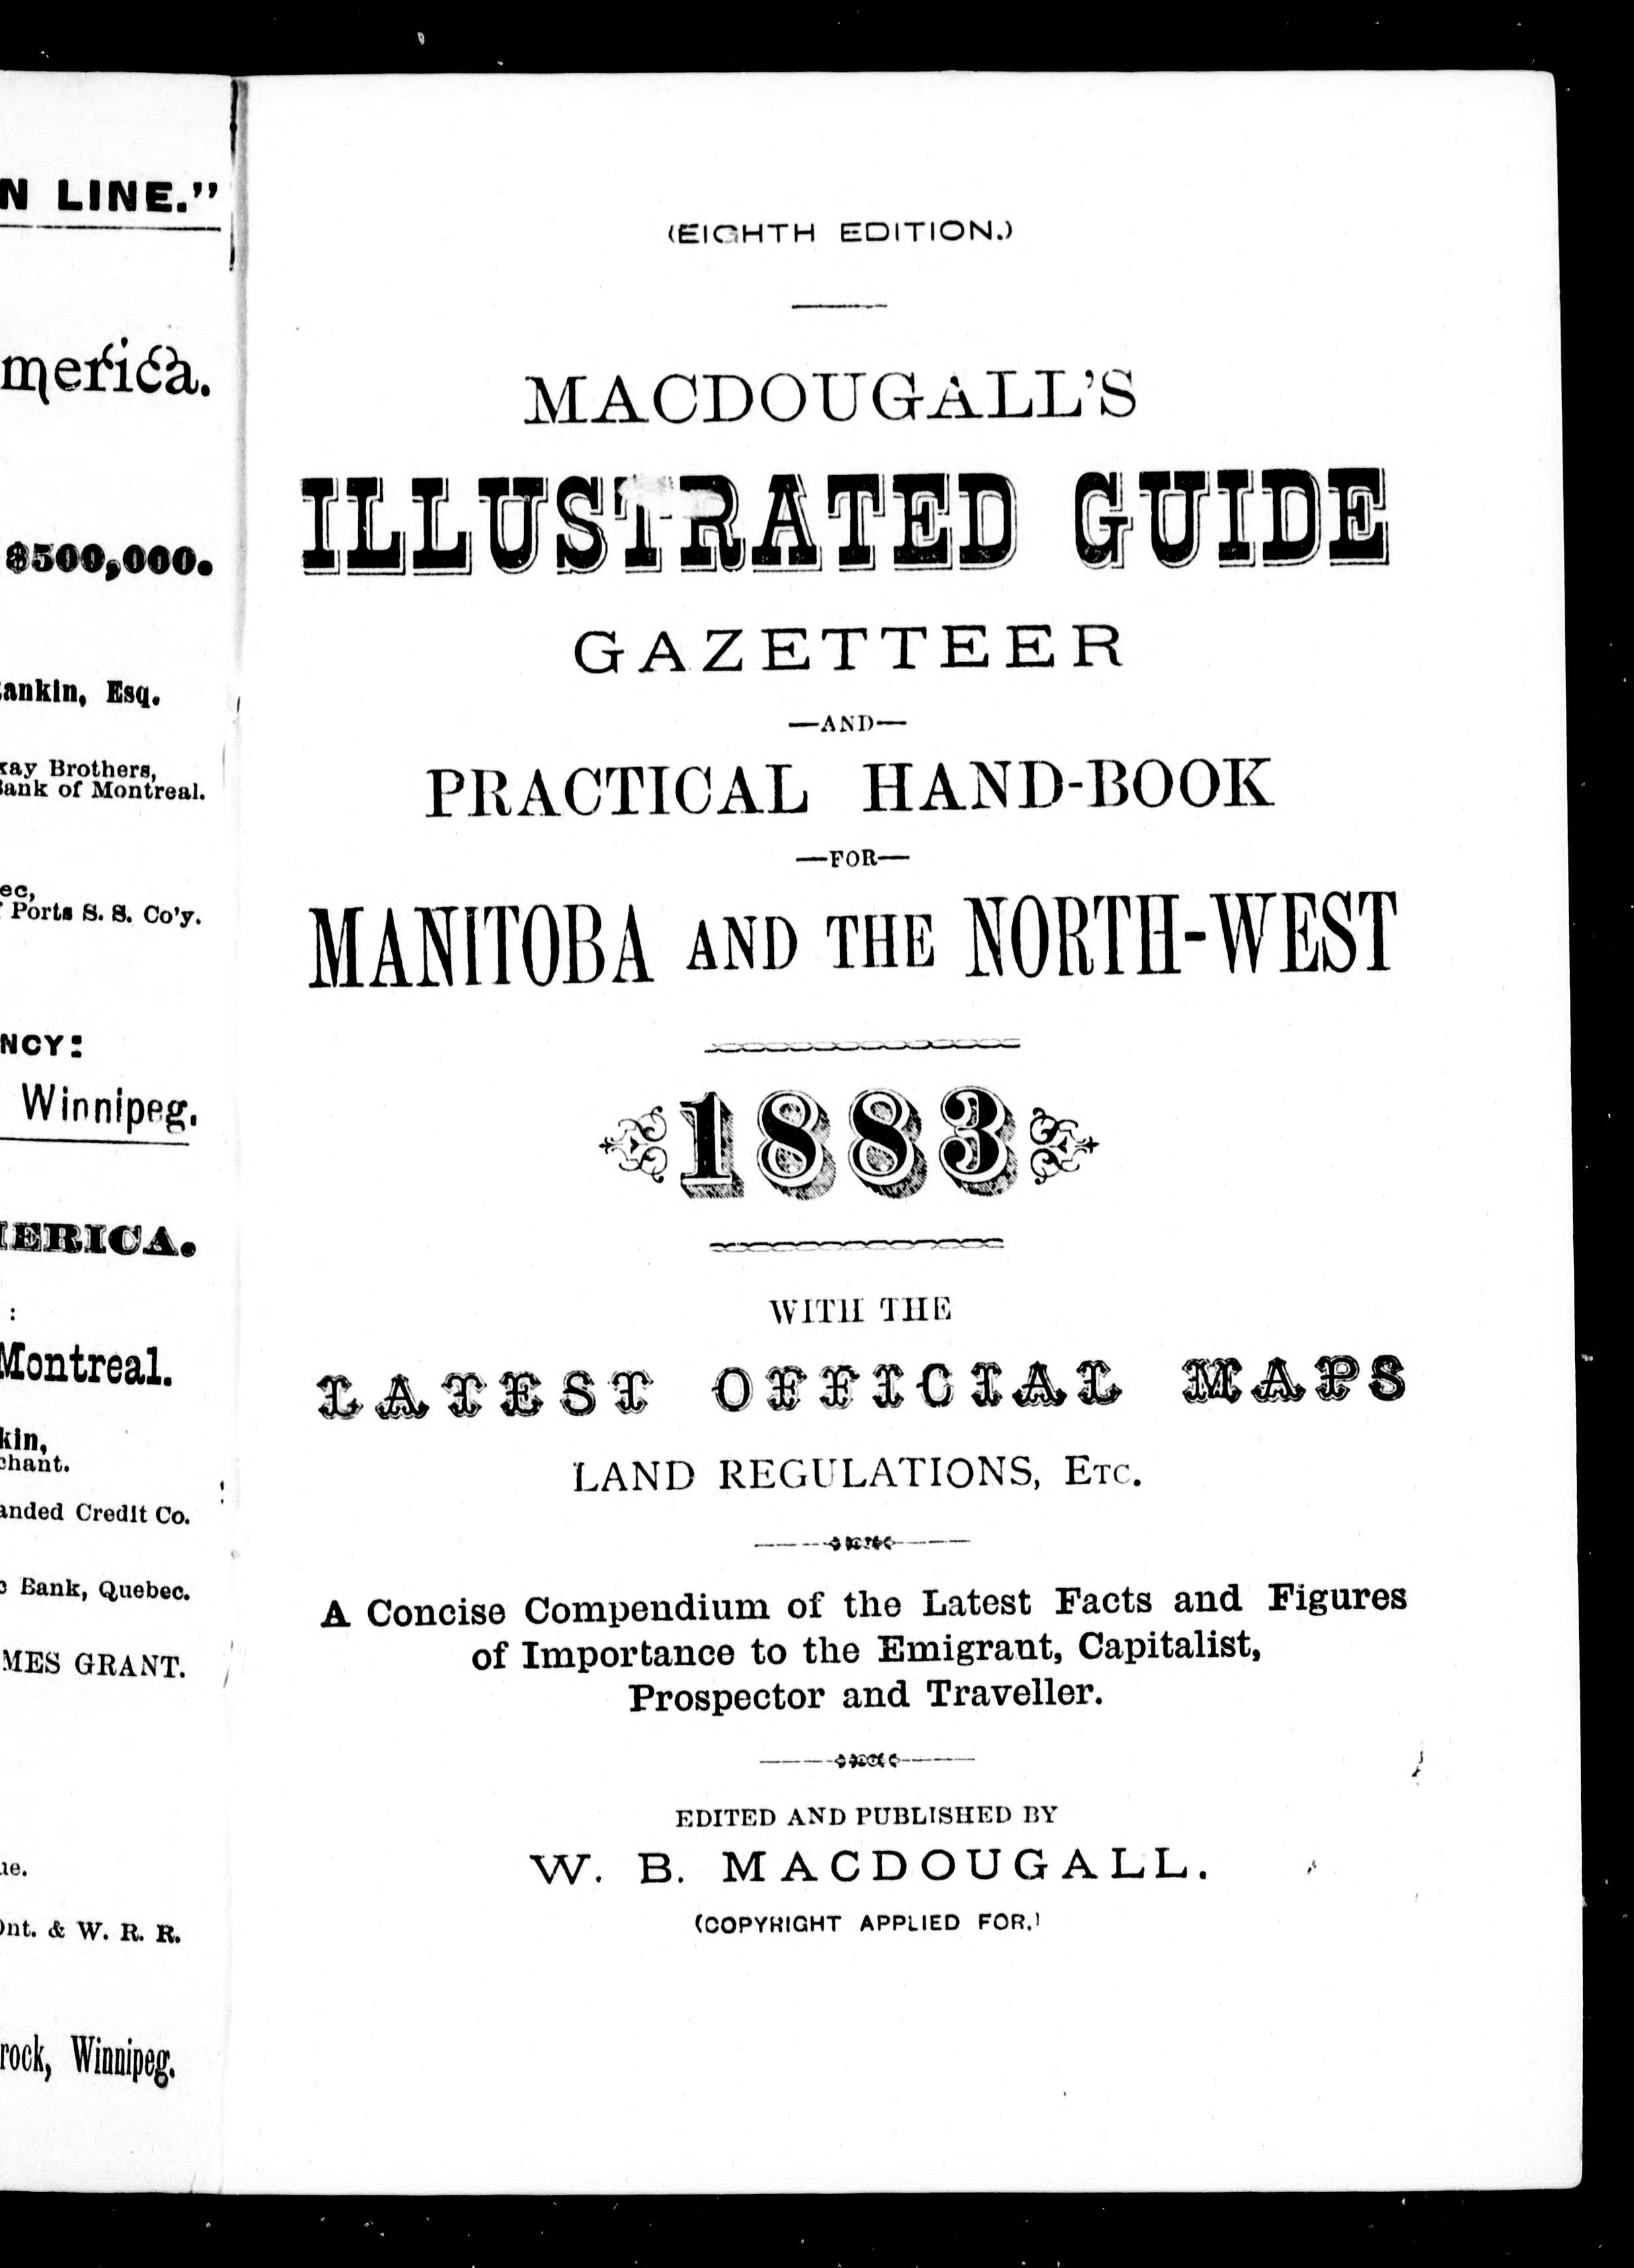 N LINE."
merica.
$500,000.
ankin, Esq.
kay Brothers,
Bank of Montreal.
ec,
Ports S. S. Co'y.
NCY:
Winnipeg.
MERICA.
:
Montreal.
kin,
chant.
anded Credit Co.
c Bank, Quebec.
MES GRANT.
ue.
Ont. & W. R. R.
rock, Winnipeg.
(EIGHTH EDITION.)
MACDOUGALL'S
ILLUSTRATED GUIDE
GAZETTEER
—AND—
PRACTICAL HAND-BOOK
—FOR—
MANITOBA AND THE NORTH-WEST
1883
WITH THE
LATEST OFFICIAL MAPS
LAND REGULATIONS, ETC.
A Concise Compendium of the Latest Facts and Figures
of Importance to the Emigrant, Capitalist,
Prospector and Traveller.
EDITED AND PUBLISHED BY
W. B. MACDOUGALL.
(COPYRIGHT APPLIED FOR.)